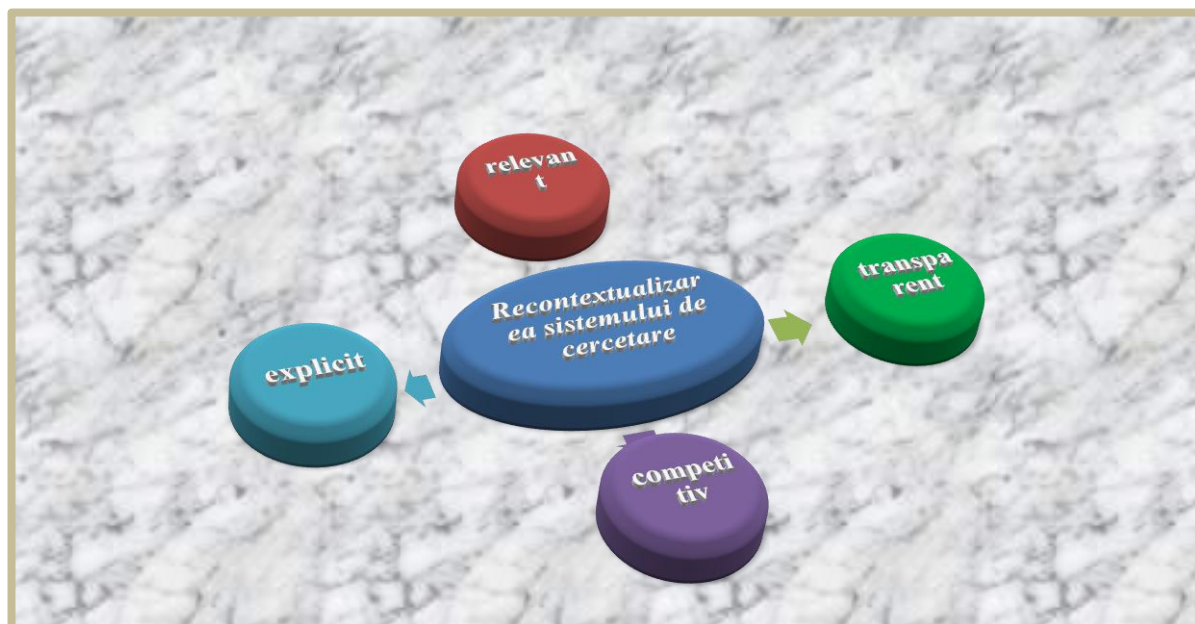 relevan
t
transpa
rent
Recontextualizar
ea sistemului de
cercetare
explicit
competi
tiv